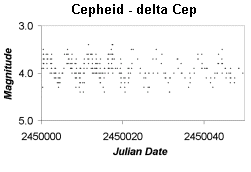 Cepheid - delta Cep
3.0
Magnitude
4.0
5.0
2450000 2450020 2450040
Julian Date